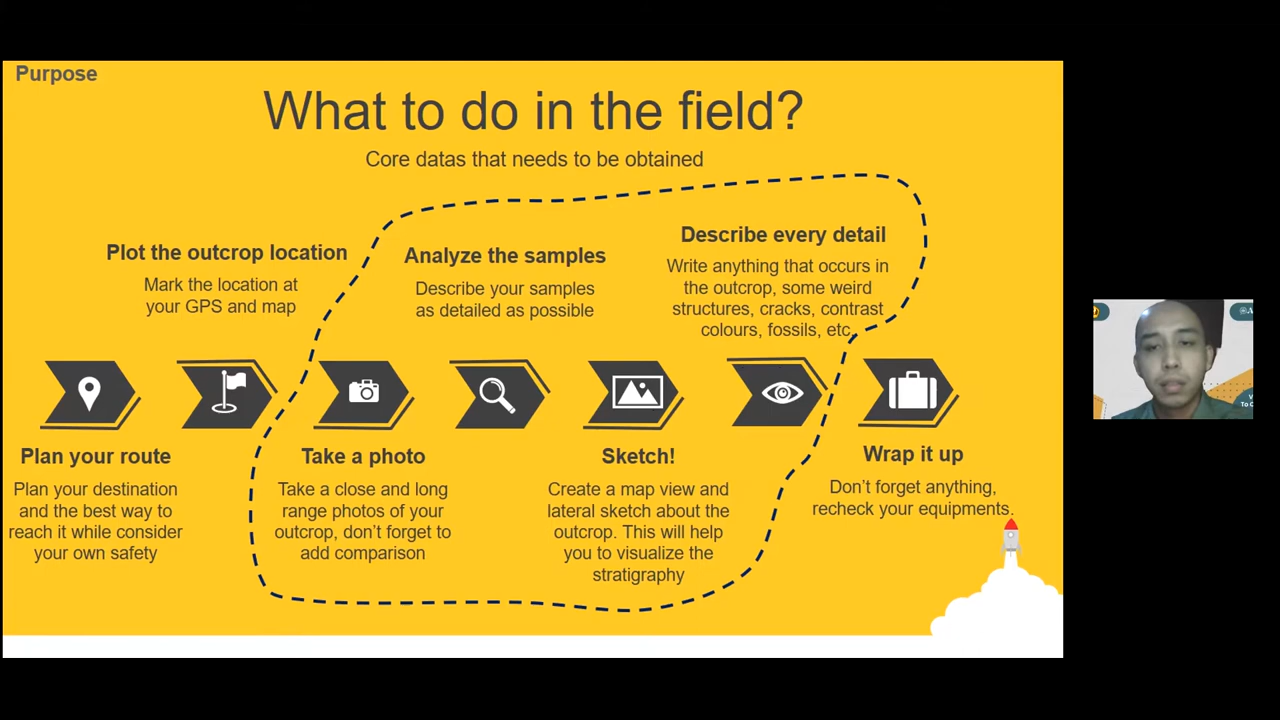 Purpose
What to do in the field?
Core datas that needs to be obtained
Plot the outcrop location
Mark the location at
your GPS and map
Analyze the samples
Describe your samples
as detailed as possible
Describe every detail
Write anything that occurs in
the outcrop, some weird
structures, cracks, contrast
colours, fossils, etc.
Plan your route
Plan your destination
and the best way to
reach it while consider
your own safety
Take a photo
Take a close and long
range photos of your
outcrop, don't forget to
add comparison
Sketch!
Create a map view and
lateral sketch about the
outcrop. This will help
you to visualize the
stratigraphy
Wrap it up
Don't forget anything,
recheck your equipments.